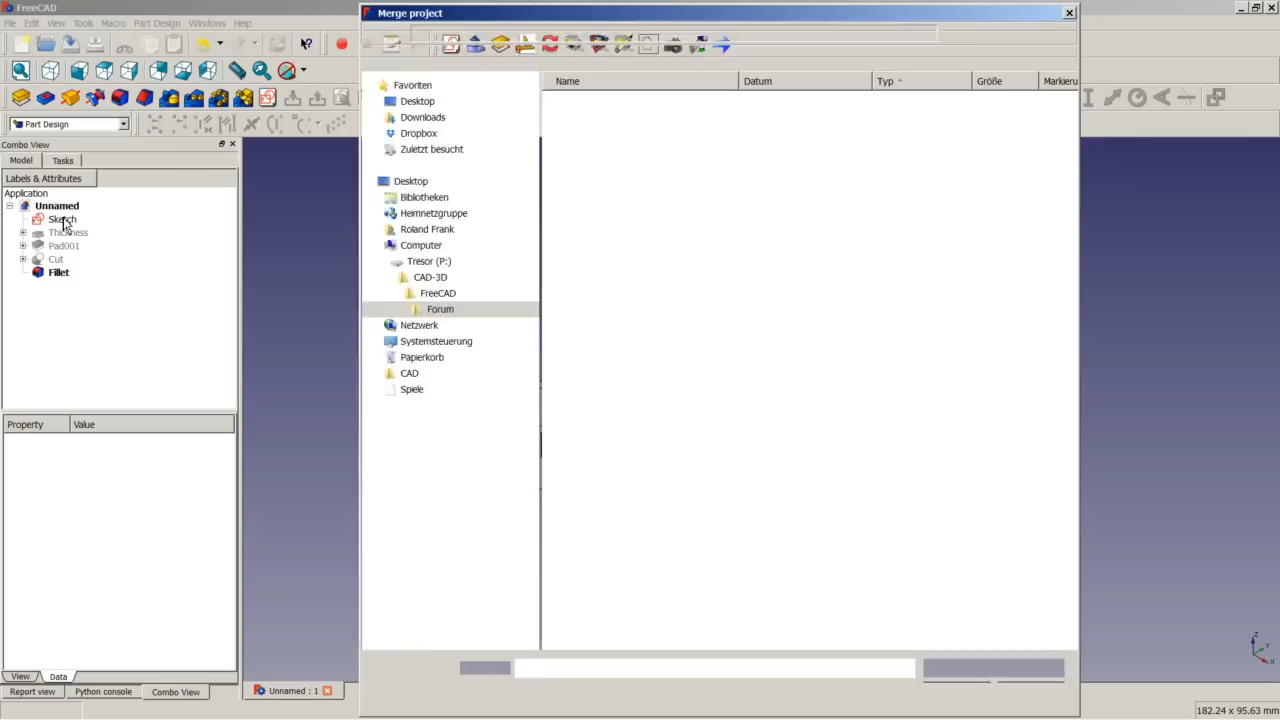 FreeCAD
File Edit View Tools Macro Part Design Windows Help
Part Design
Combo View
Model Tasks
Labels & Attributes
Application
Unnamed
Sketch
Thickness
Pad001
Cut
Fillet
Property Value
View Data
Report view Python console Combo View
Unnamed : 1
Merge project
Favoriten
Desktop
Downloads
Dropbox
Zuletzt besucht
Desktop
Bibliotheken
Heimnetzgruppe
Roland Frank
Computer
Tresor (P:)
CAD-3D
FreeCAD
Forum
Netzwerk
Systemsteuerung
Papierkorb
CAD
Spiele
Name Datum Typ Größe Markieru
Z
Y
X
182.24 x 95.63 mm